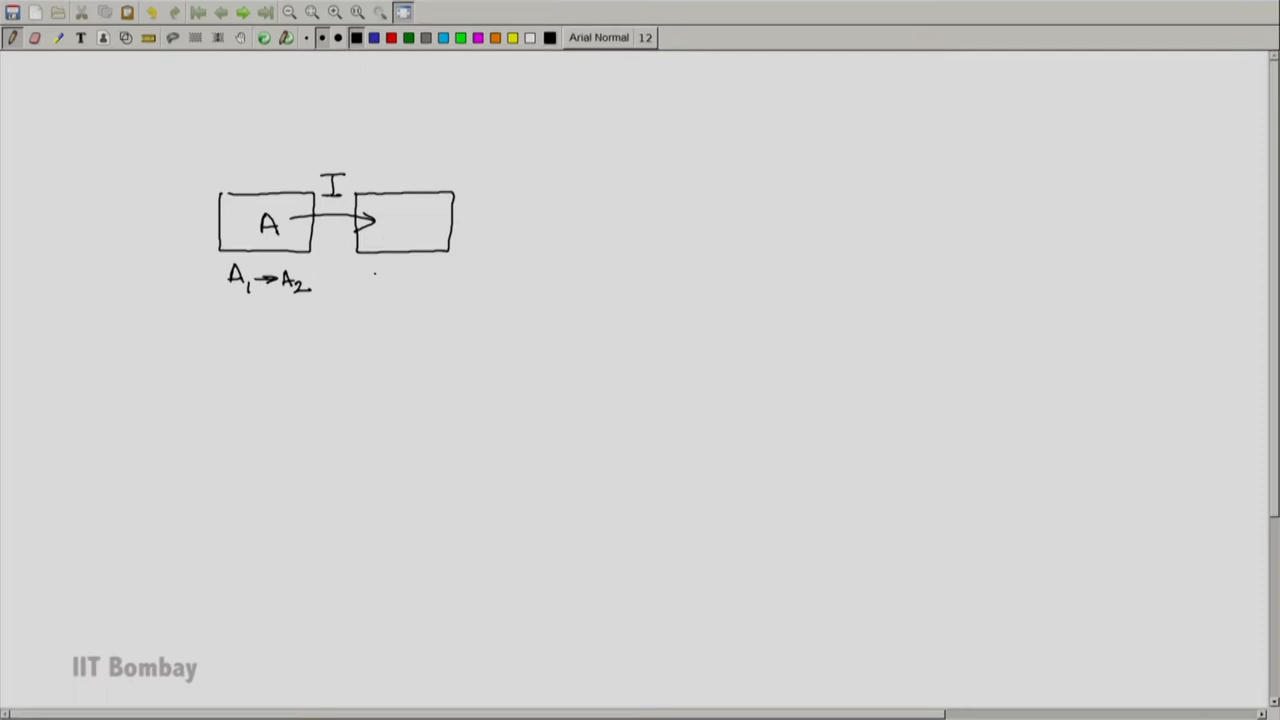 Arial Normal 12
I
A
A₁→A₂
IIT Bombay